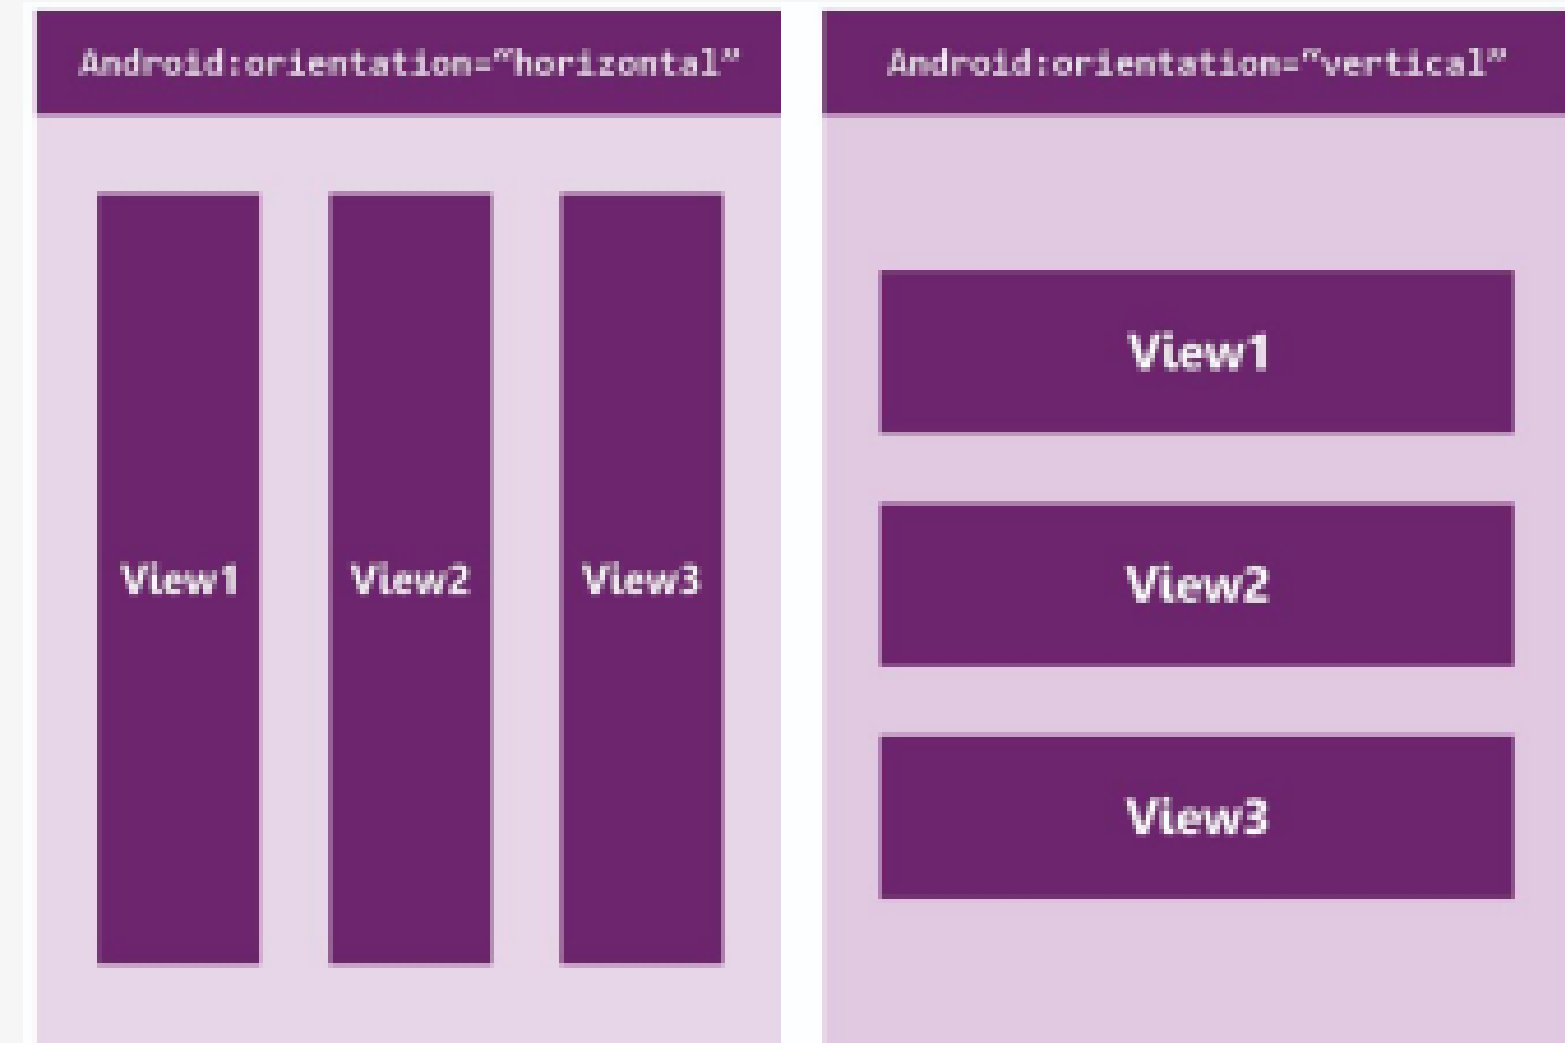 Android:orientation=”horizontal”
View1 View2 View3
Android:orientation=”vertical”
View1
View2
View3